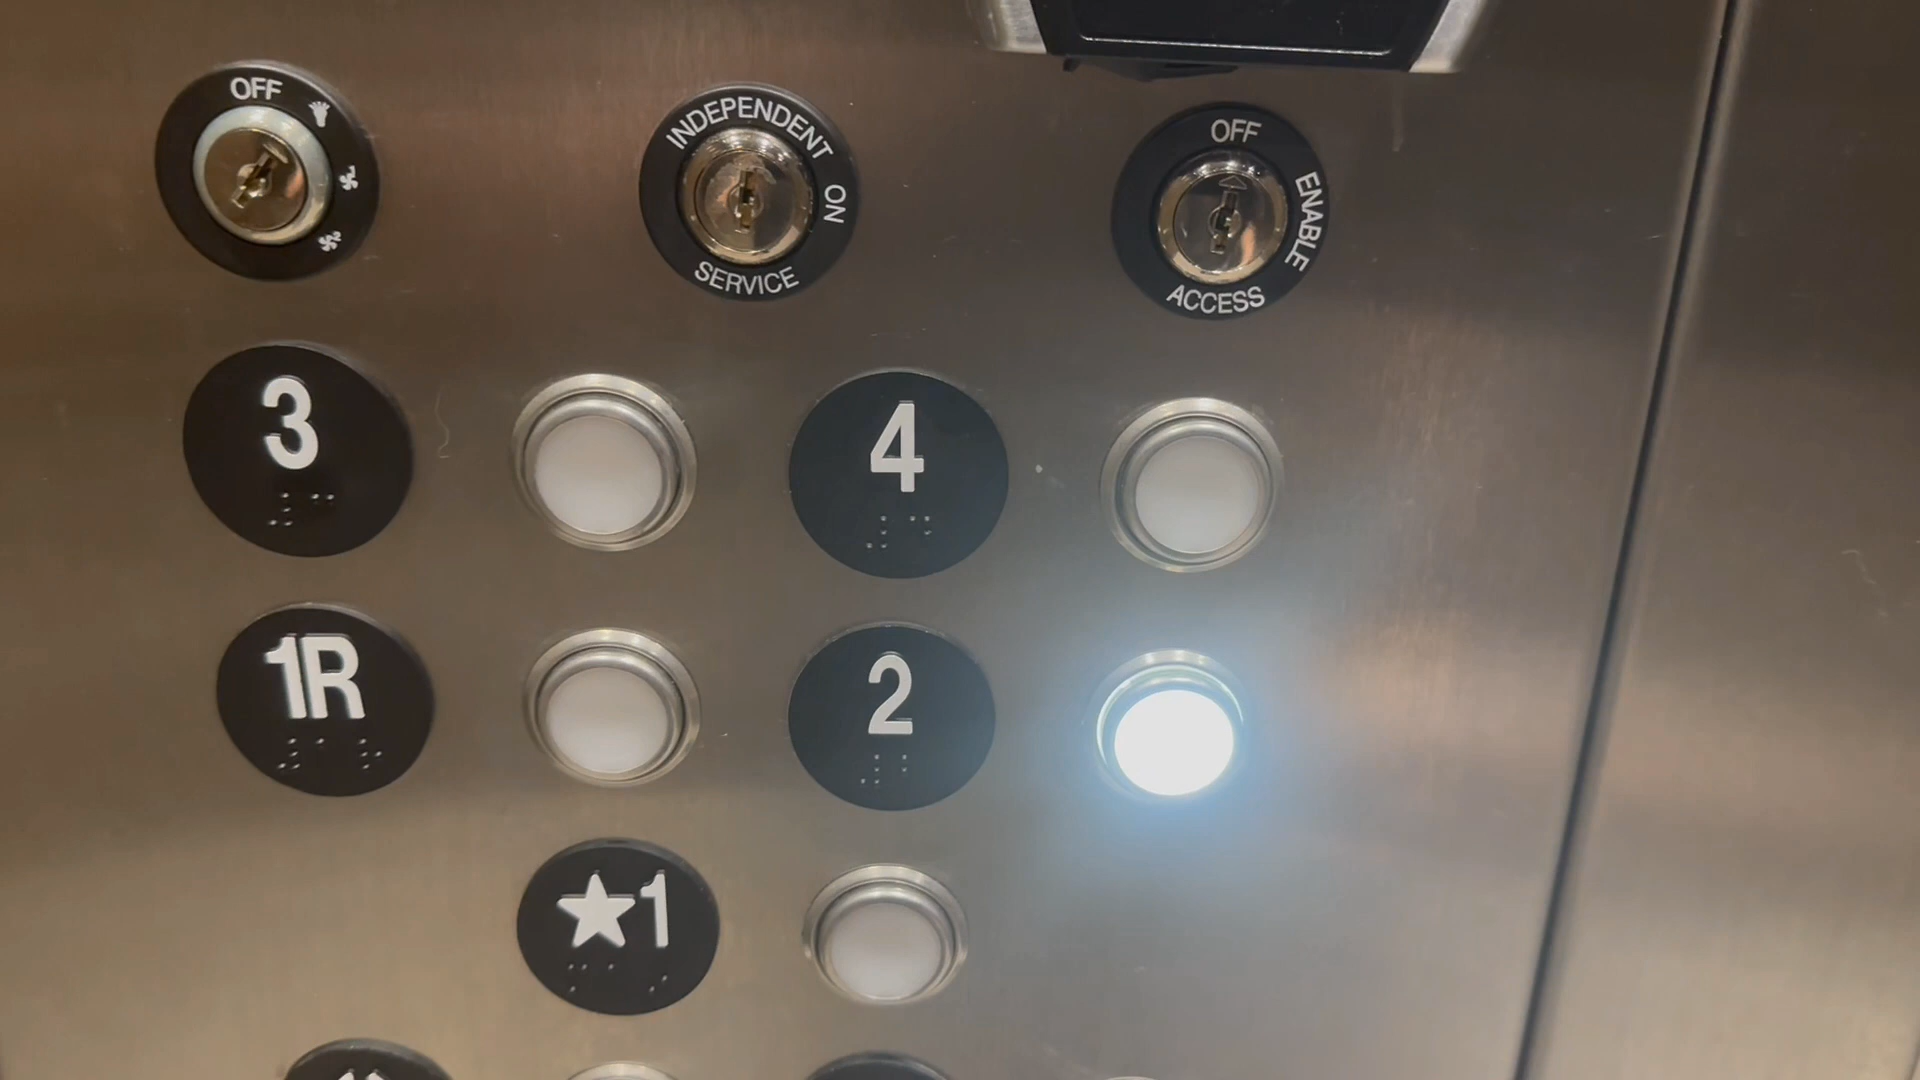 OFF
INDEPENDENT
ON
SERVICE
OFF
ENABLE
ACCESS
3
4
1R
2
★1